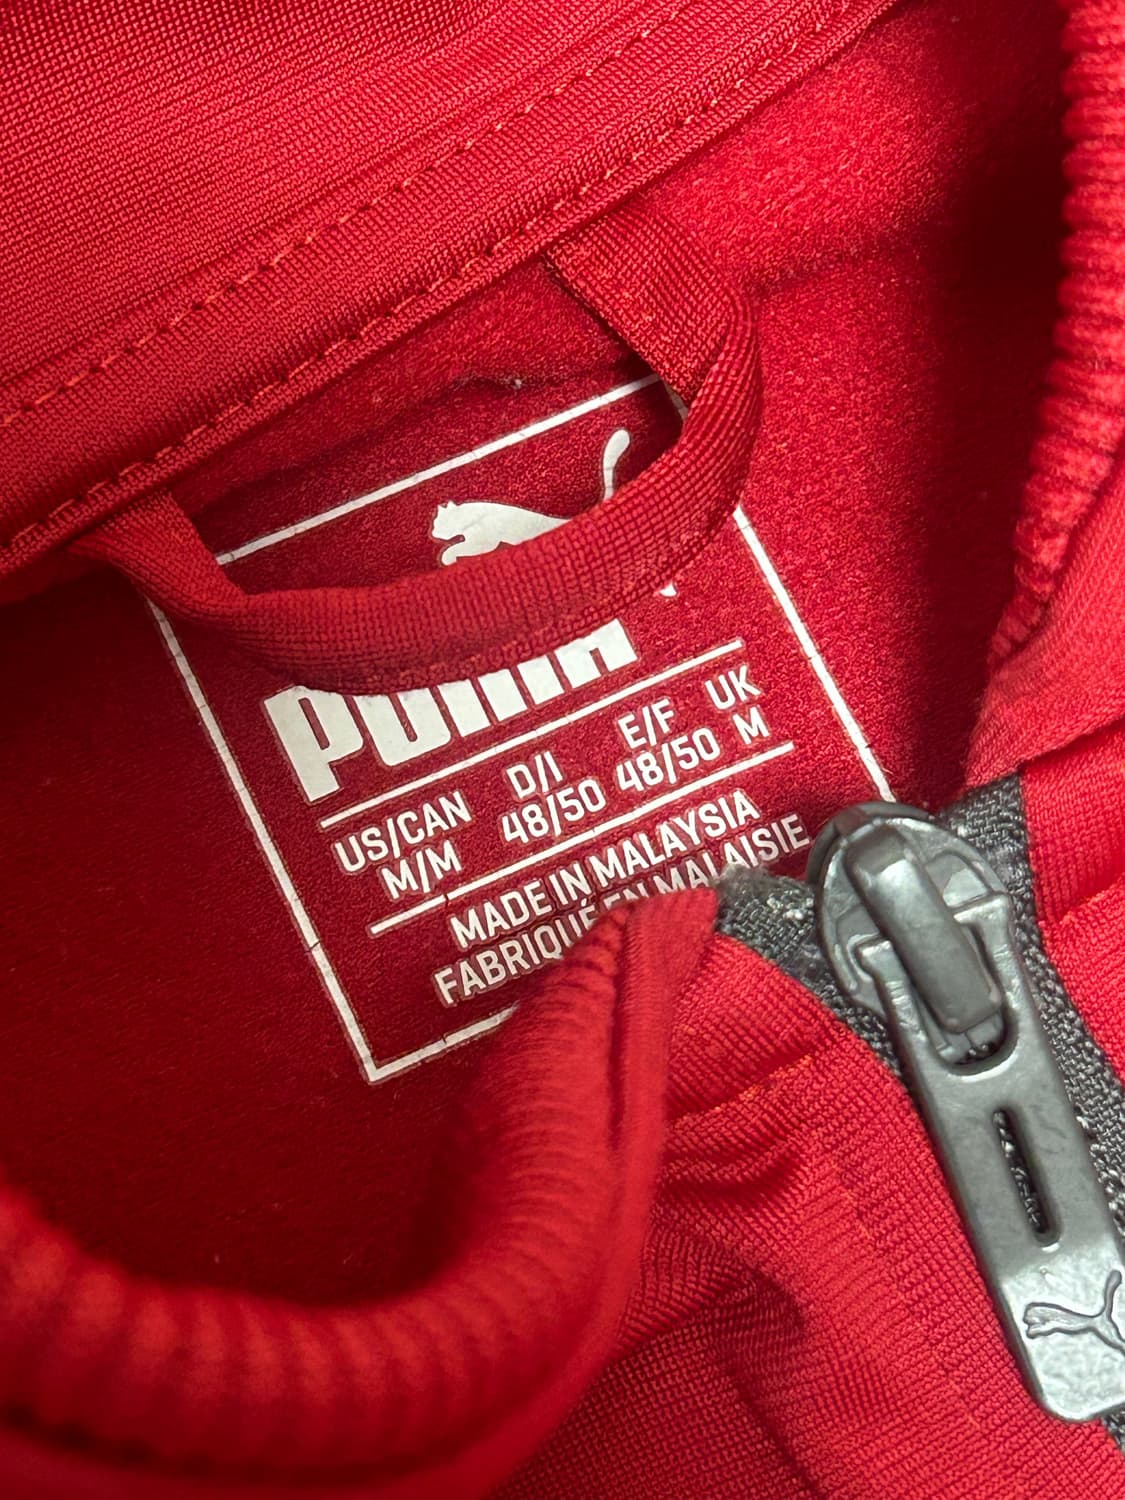 PUMA
US/CAN D/I E/F UK
M/M 48/50 48/50 M
MADE IN MALAYSIA
FABRIQUÉ EN MALAISIE